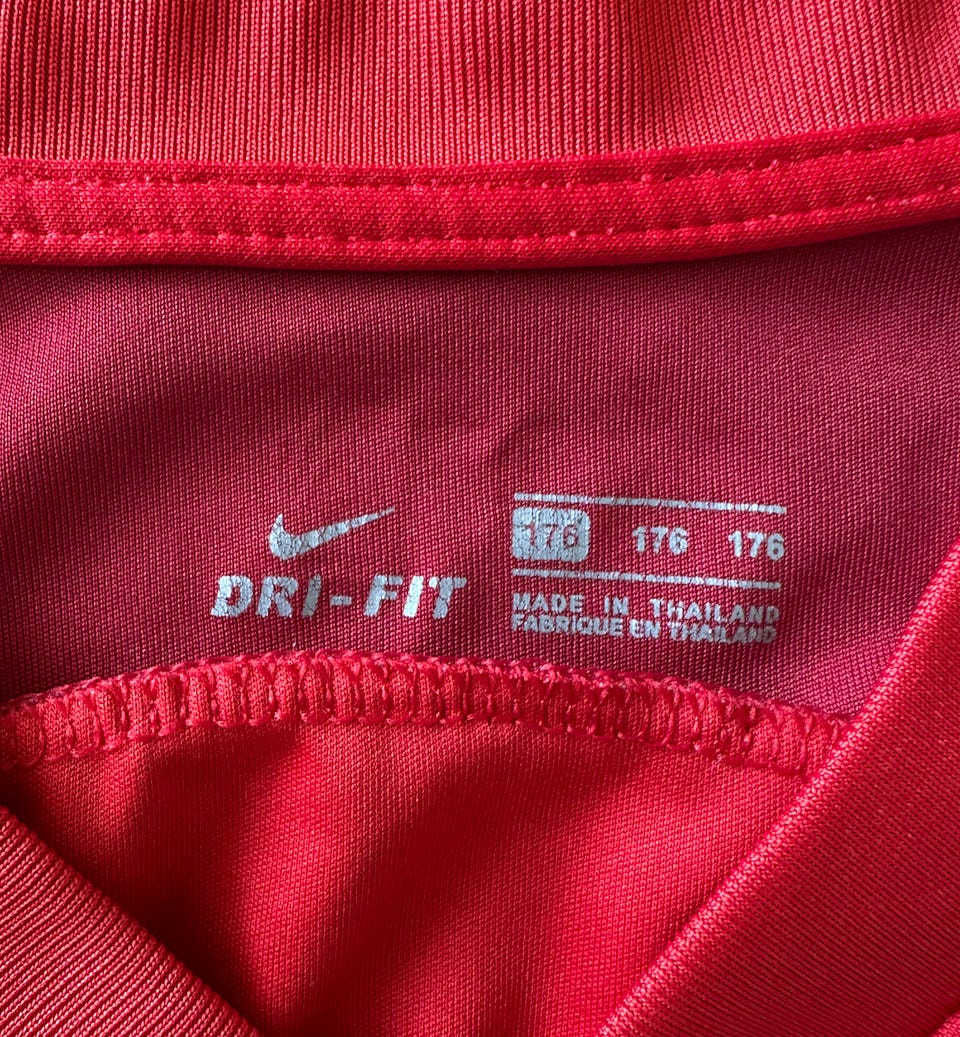 DRI-FIT
176 176 176
MADE IN THAILAND
FABRIQUE EN THAILAND